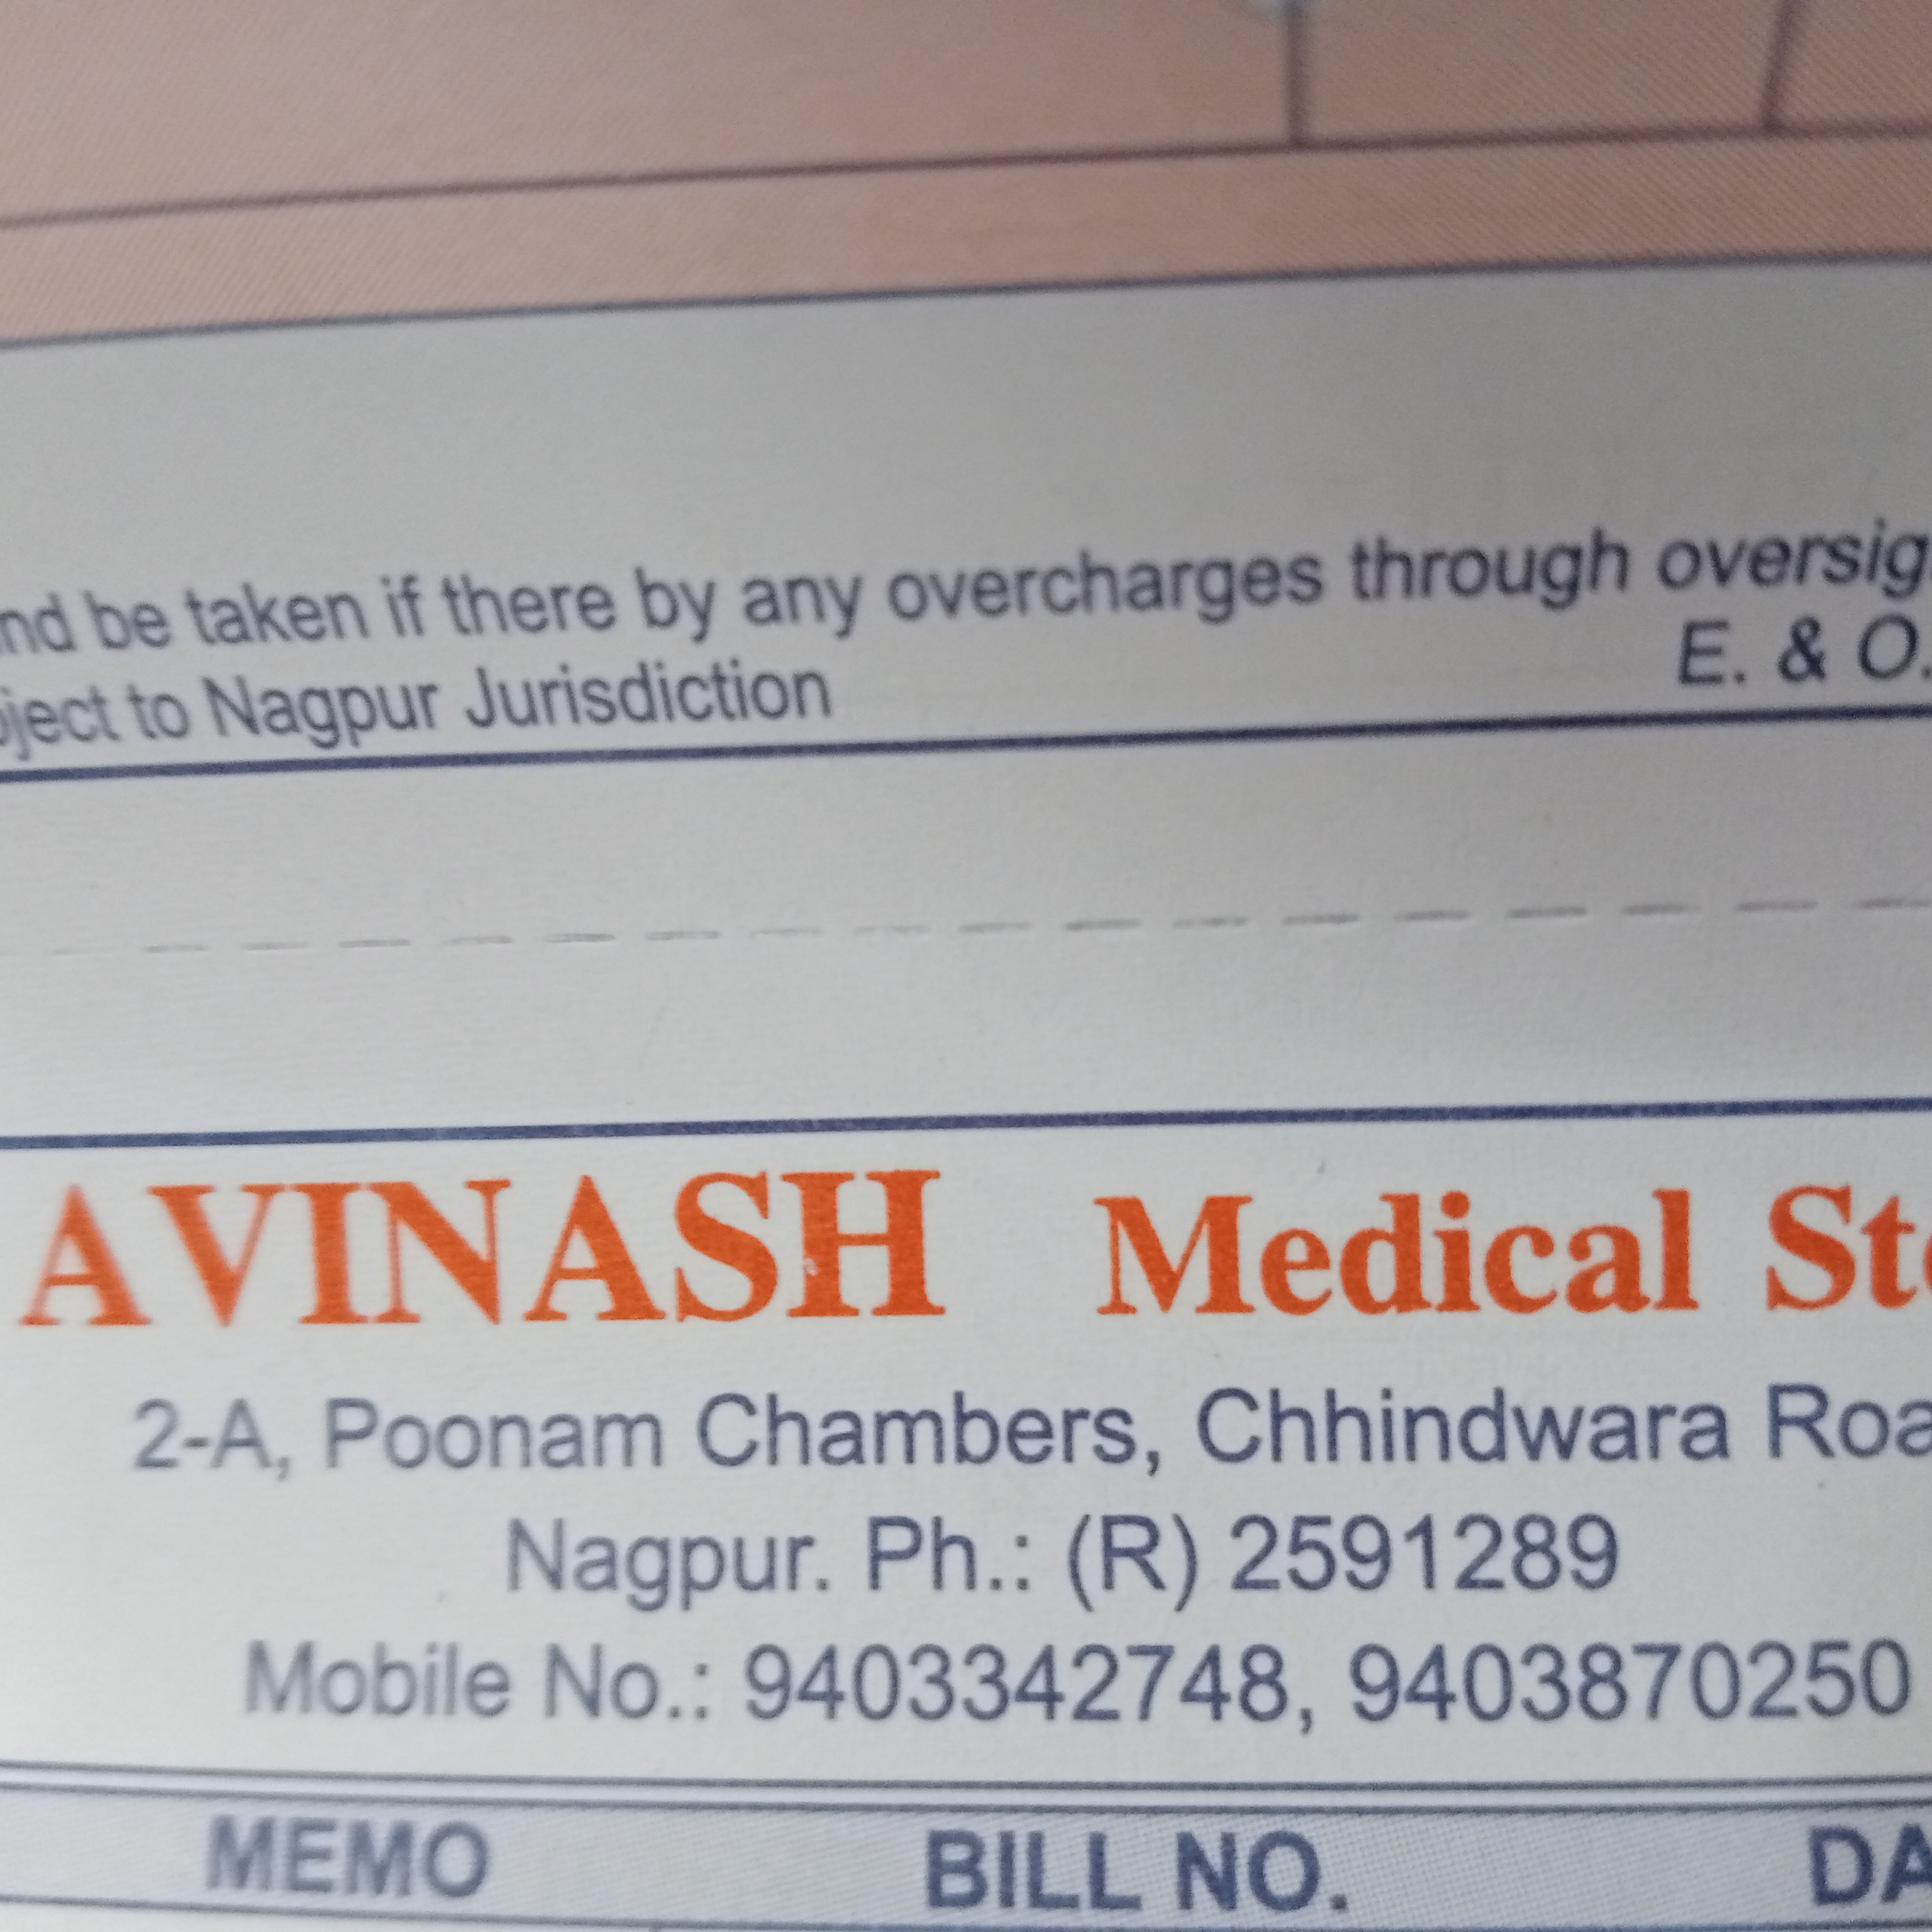 nd be taken if there by any overcharges through oversig
ject to Nagpur Jurisdiction
E. & O.
AVINASH Medical St
2-A, Poonam Chambers, Chhindwara Roa
Nagpur. Ph.: (R) 2591289
Mobile No.: 9403342748, 9403870250
MEMO BILL NO. DA